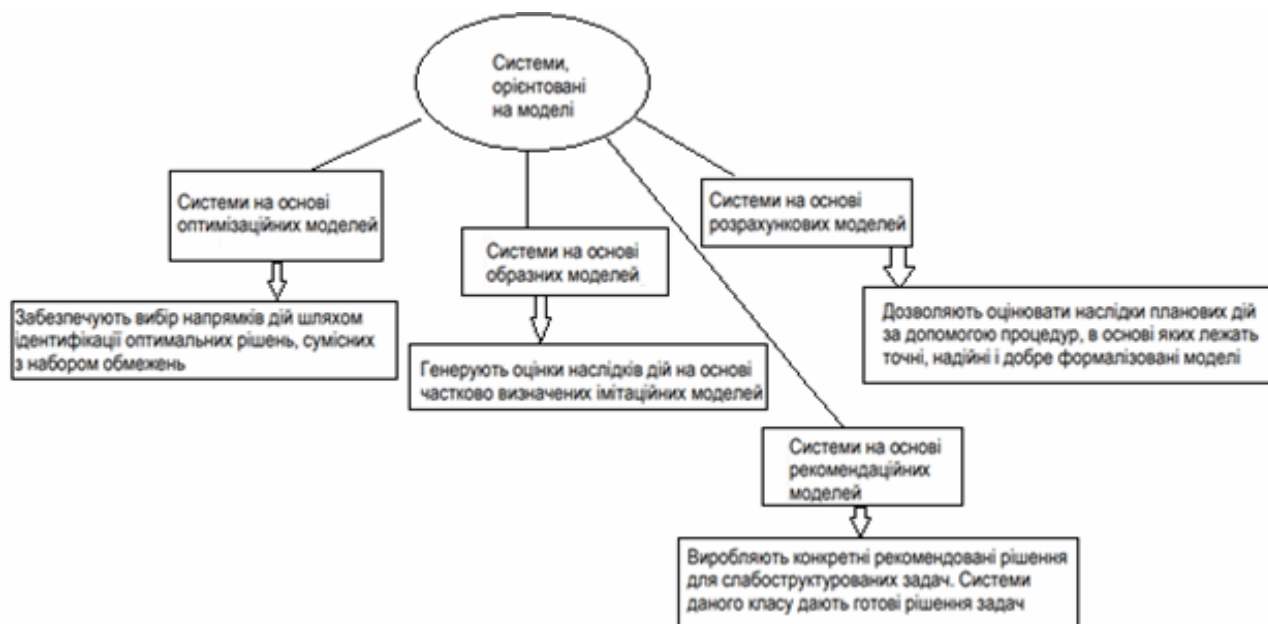 Системи,
орієнтовані
на моделі
Системи на основі
оптимізаційних моделей
Забезпечують вибір напрямків дій шляхом
ідентифікації оптимальних рішень, сумісних
з набором обмежень
Системи на основі
образних моделей
Генерують оцінки наслідків дій на основі
частково визначених імітаційних моделей
Системи на основі
розрахункових моделей
Дозволяють оцінювати наслідки планових дій
за допомогою процедур, в основі яких лежать
точні, надійні і добре формалізовані моделі
Системи на основі
рекомендаційних
моделей
Виробляють конкретні рекомендовані рішення
для слабоструктурованих задач. Системи
даного класу дають готові рішення задач